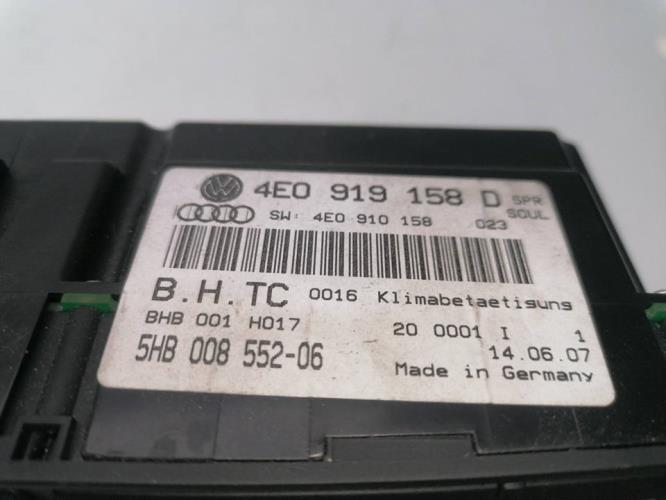 4E0 919 158 D SPR
SW: 4E0 910 158 023 SOUL
B.H.TC 0016 Klimabetaetisuns
BHB 001 H017 20 0001 I 1
14.06.07
5HB 008 552-06 Made in Germany